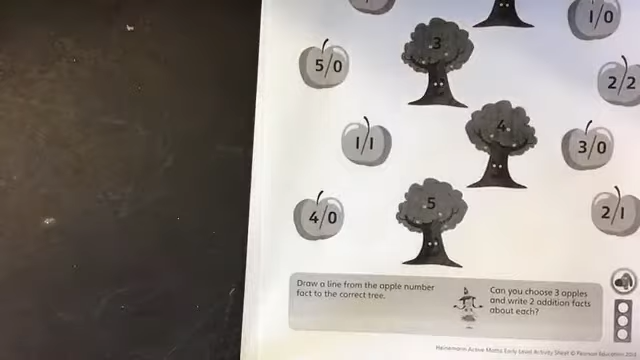 1/0
3
5/0
2/2
4
1/1
3/0
5
4/0
2/1
Draw a line from the apple number
fact to the correct tree.
Can you choose 3 apples
and write 2 addition facts
about each?
Heinemann Active Maths Early Level Activity Sheet © Pearson Education